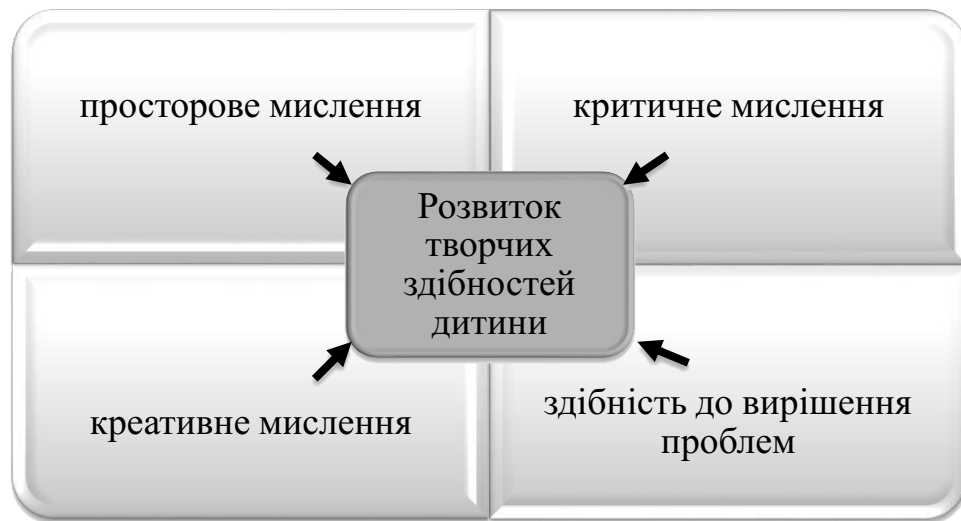 просторове мислення
критичне мислення
Розвиток
творчих
здібностей
дитини
креативне мислення
здібність до вирішення
проблем